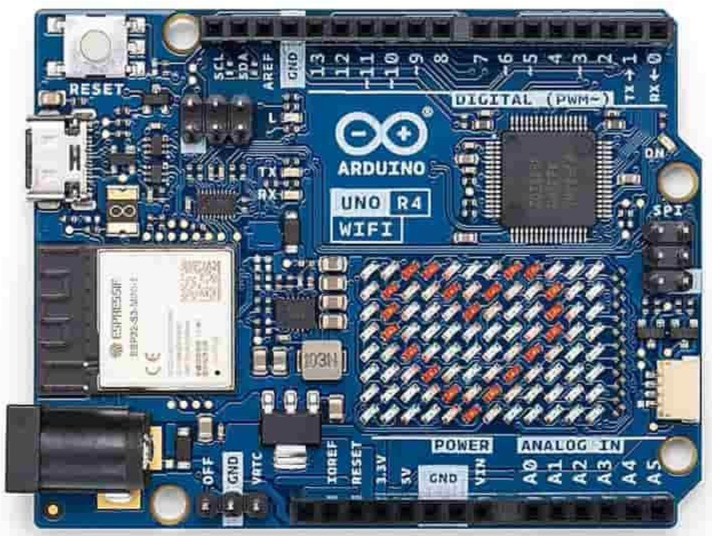 RESET
SCL
SDA
AREF
GND
13
12
~11
~10
~9
8
7
~6
~5
4
~3
2
TX→1
RX←0
DIGITAL (PWM~)
L
TX
RX
®
ARDUINO
UNO R4
WIFI
ON
SPI
8
ESPRESSIF
ESP32-S3-MINI-1
CE
103N
POWER
ANALOG IN
OFF
GND
VRTC
IOREF
RESET
3.3V
5V
GND
VIN
A0
A1
A2
A3
A4
A5